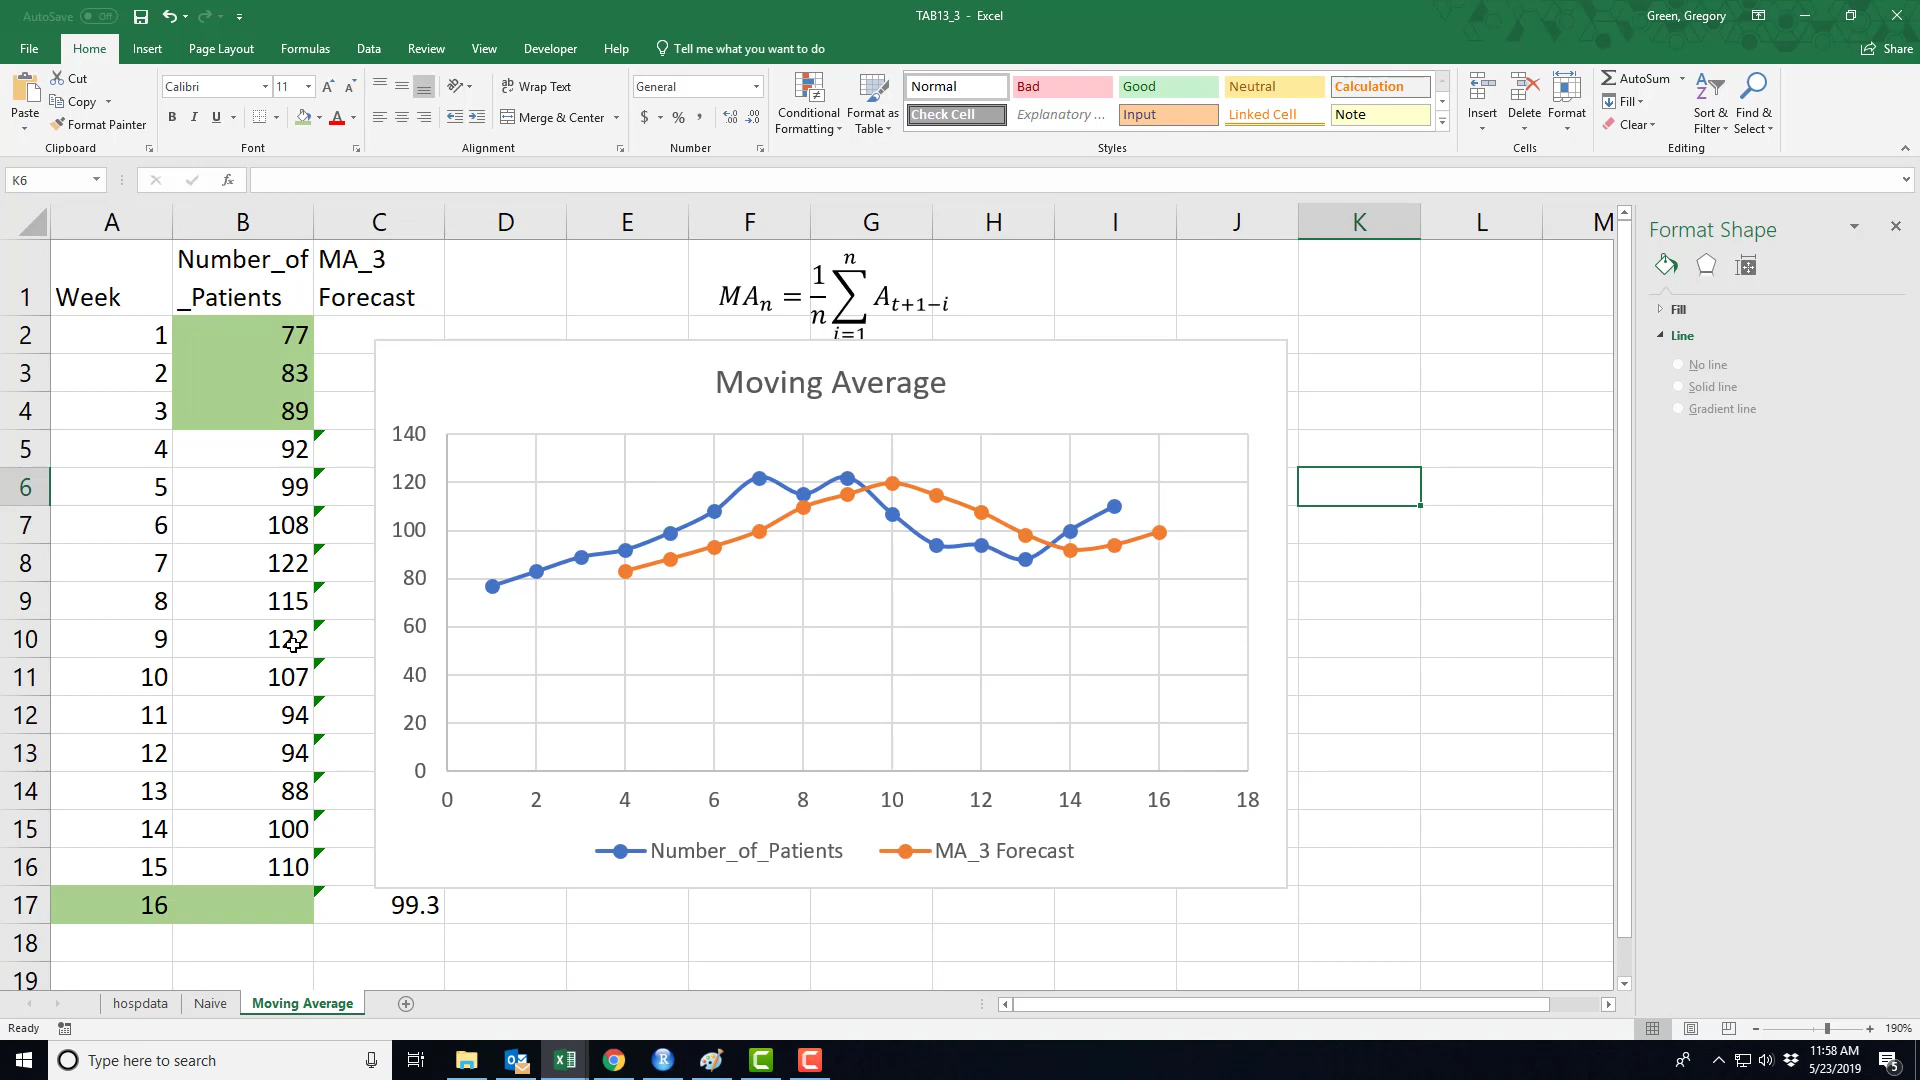 AutoSave Off
TAB13_3 - Excel
Green, Gregory
File Home Insert Page Layout Formulas Data Review View Developer Help Tell me what you want to do Share
Paste
Cut
Copy
Format Painter
Clipboard
Calibri 11
B I U A
Font
Wrap Text
Merge & Center
Alignment
General
$ % ,
Number
Conditional Formatting
Format as Table
Normal Bad Good Neutral Calculation
Check Cell Explanatory ... Input Linked Cell Note
Styles
Insert Delete Format
Cells
AutoSum
Fill
Clear
Sort & Filter
Find & Select
Editing
K6 fx
A B C D E F G H I J K L M
1 Week Number_of_Patients MA_3 Forecast
MAₙ = 1/n ∑ i=1 n A t+1−i
2 1 77
3 2 83
4 3 89
5 4 92
6 5 99
7 6 108
8 7 122
9 8 115
10 9 122
11 10 107
12 11 94
13 12 94
14 13 88
15 14 100
16 15 110
17 16 99.3
18
19
Moving Average
140
120
100
80
60
40
20
0
0 2 4 6 8 10 12 14 16 18
Number_of_Patients MA_3 Forecast
Format Shape
Fill
Line
No line
Solid line
Gradient line
hospdata Naive Moving Average
Ready
190%
Type here to search
11:58 AM
5/23/2019
5